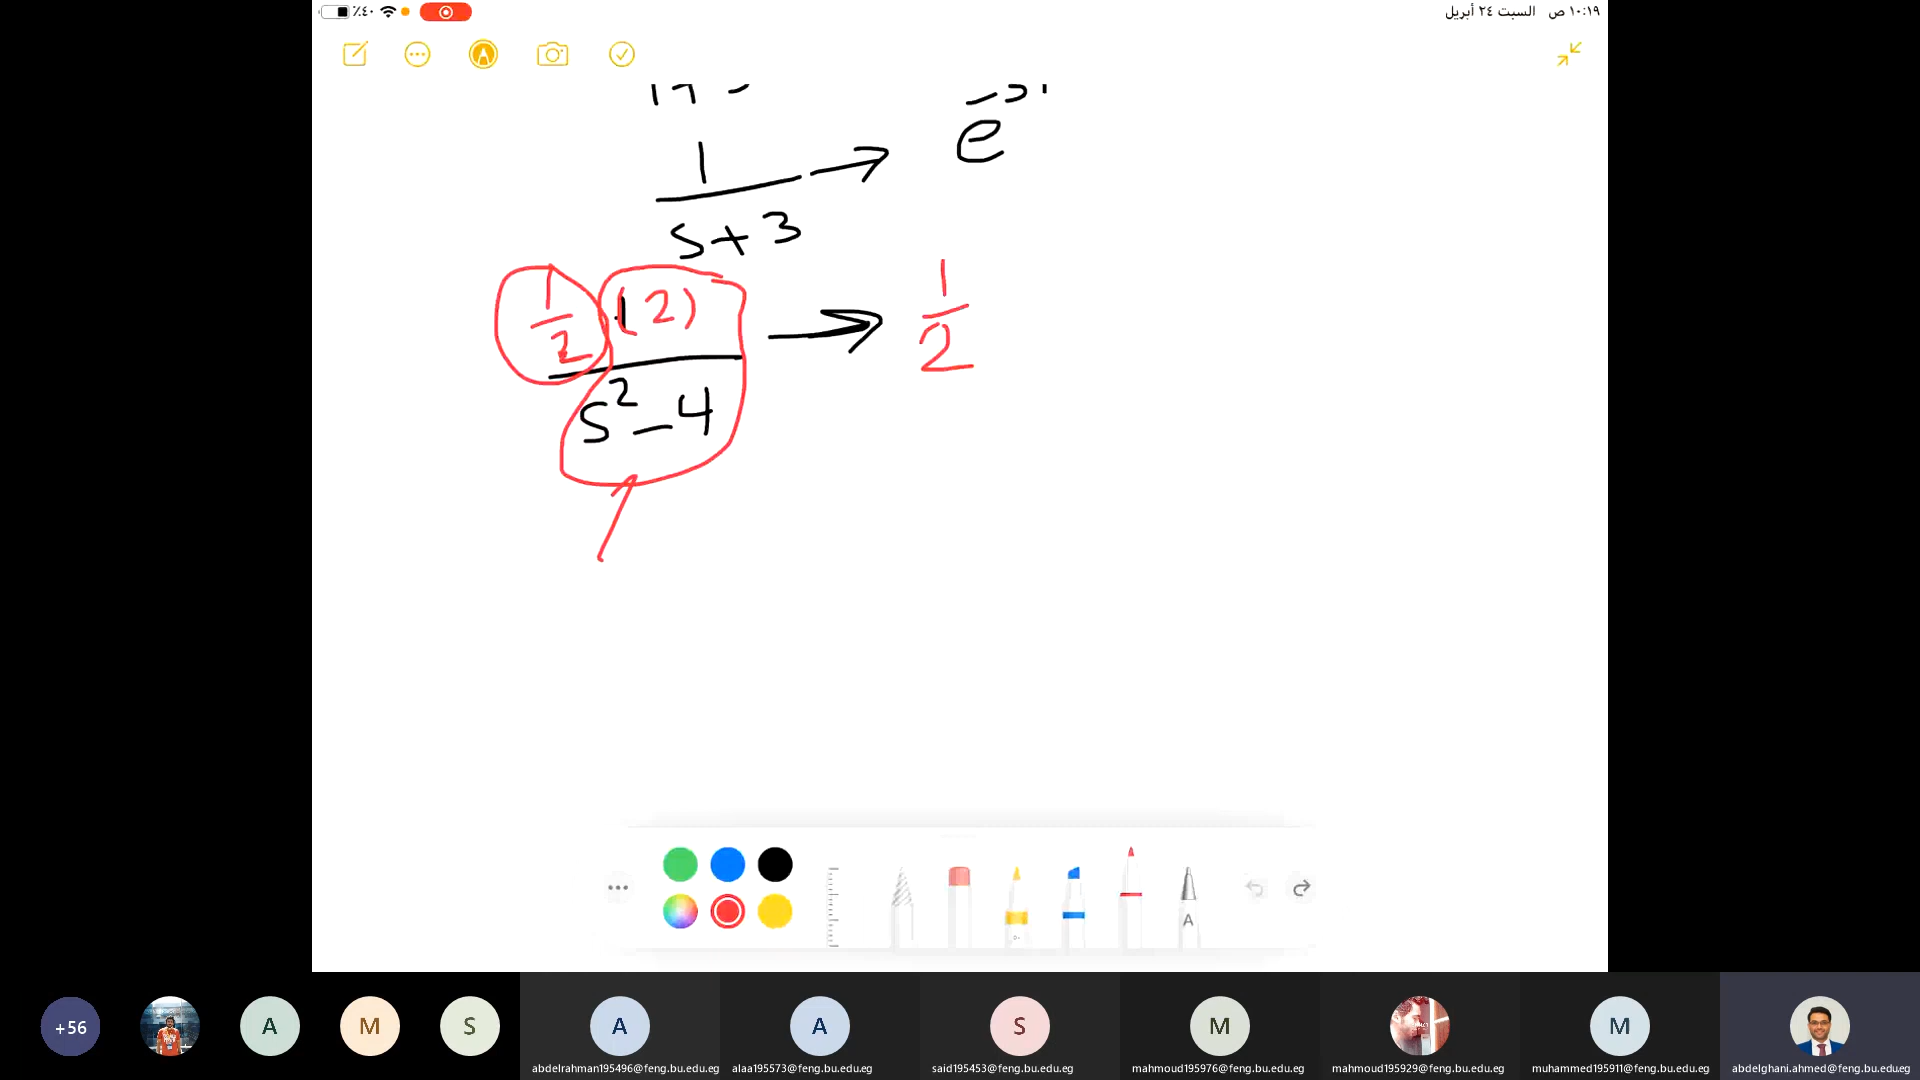 ٪٤٠
السبت ٢٤ أبريل ١٠:١٩ ص
1 → e
s+3
1/2 (2) → 1/2
s² - 4
A
+56
A
M
S
A
A
S
M
M
abdelrahman195496@feng.bu.edu.eg
alaa195573@feng.bu.edu.eg
said195453@feng.bu.edu.eg
mahmoud195976@feng.bu.edu.eg
mahmoud195929@feng.bu.edu.eg
muhammed195911@feng.bu.edu.eg
abdelghani.ahmed@feng.bu.edu.eg